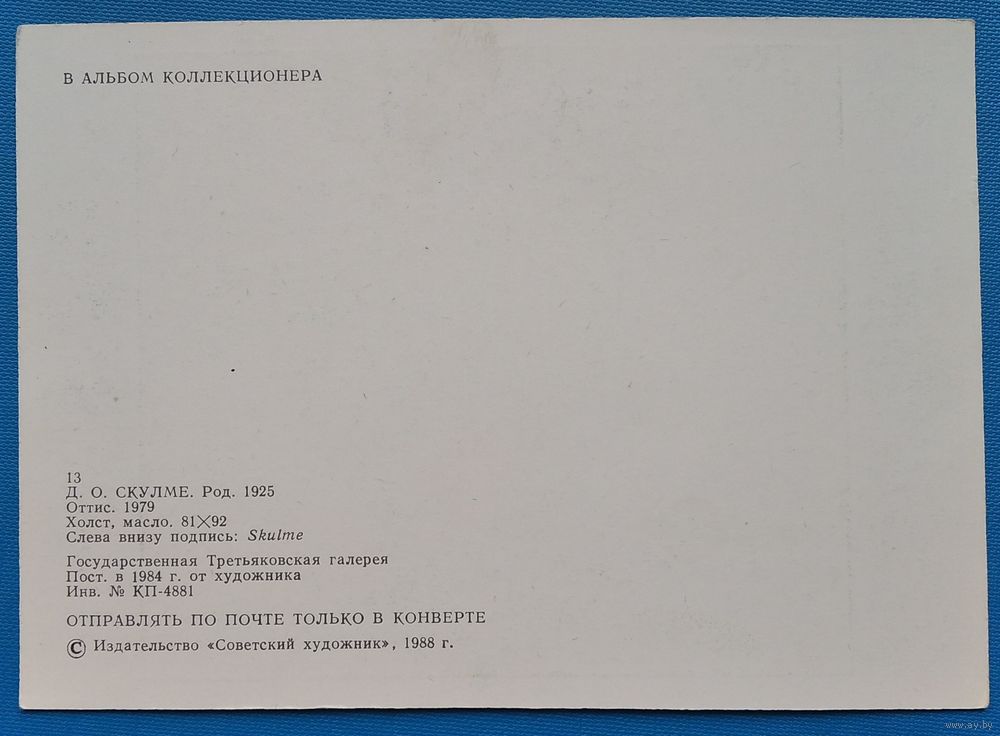 В АЛЬБОМ КОЛЛЕКЦИОНЕРА
13
Д. О. СКУЛМЕ. Род. 1925
Оттис. 1979
Холст, масло. 81×92
Слева внизу подпись: Skulme
Государственная Третьяковская галерея
Пост. в 1984 г. от художника
Инв. № КП-4881
ОТПРАВЛЯТЬ ПО ПОЧТЕ ТОЛЬКО В КОНВЕРТЕ
© Издательство «Советский художник», 1988 г.
www.ay.by